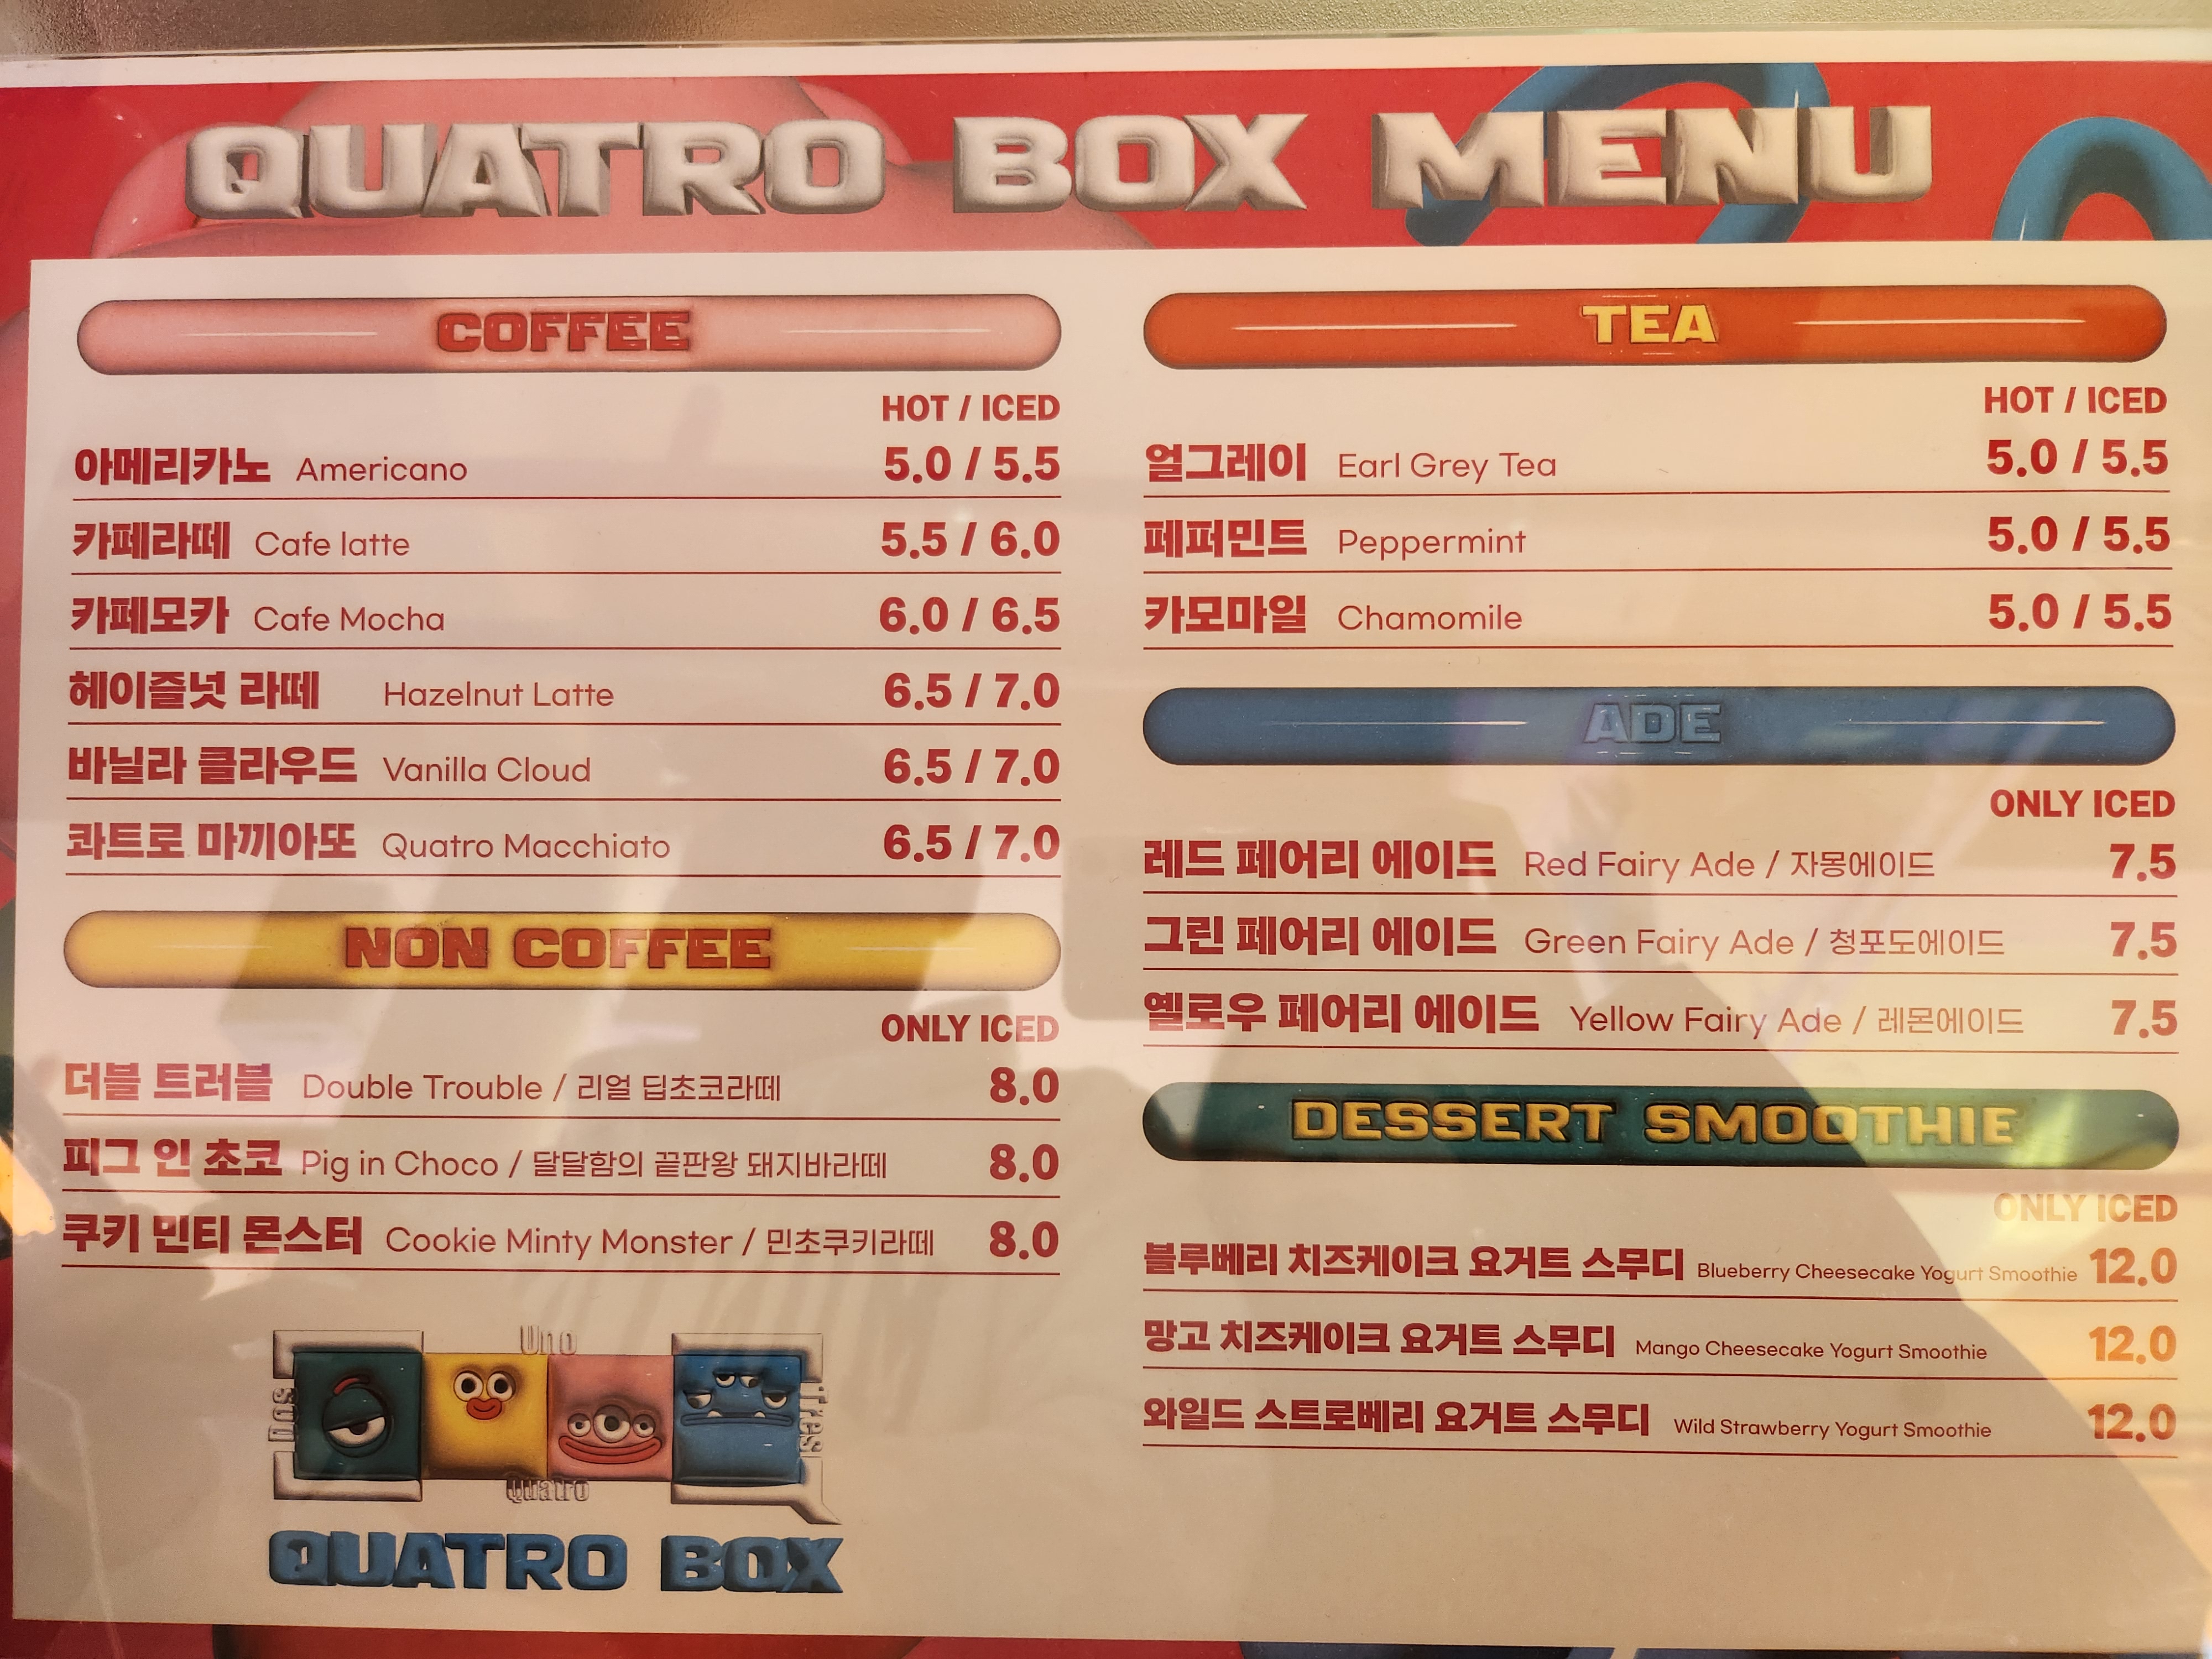 QUATRO BOX MENU
COFFEE
HOT / ICED
아메리카노 Americano 5.0 / 5.5
카페라떼 Cafe latte 5.5 / 6.0
카페모카 Cafe Mocha 6.0 / 6.5
헤이즐넛 라떼 Hazelnut Latte 6.5 / 7.0
바닐라 클라우드 Vanilla Cloud 6.5 / 7.0
콰트로 마끼아또 Quatro Macchiato 6.5 / 7.0
NON COFFEE
ONLY ICED
더블 트러블 Double Trouble / 리얼 딥초코라떼 8.0
피그 인 초코 Pig in Choco / 달달함의 끝판왕 돼지바라떼 8.0
쿠키 민티 몬스터 Cookie Minty Monster / 민초쿠키라떼 8.0
Uno
Dos
Tres
Quatro
QUATRO BOX
TEA
HOT / ICED
얼그레이 Earl Grey Tea 5.0 / 5.5
페퍼민트 Peppermint 5.0 / 5.5
카모마일 Chamomile 5.0 / 5.5
ADE
ONLY ICED
레드 페어리 에이드 Red Fairy Ade / 자몽에이드 7.5
그린 페어리 에이드 Green Fairy Ade / 청포도에이드 7.5
옐로우 페어리 에이드 Yellow Fairy Ade / 레몬에이드 7.5
DESSERT SMOOTHIE
ONLY ICED
블루베리 치즈케이크 요거트 스무디 Blueberry Cheesecake Yogurt Smoothie 12.0
망고 치즈케이크 요거트 스무디 Mango Cheesecake Yogurt Smoothie 12.0
와일드 스트로베리 요거트 스무디 Wild Strawberry Yogurt Smoothie 12.0